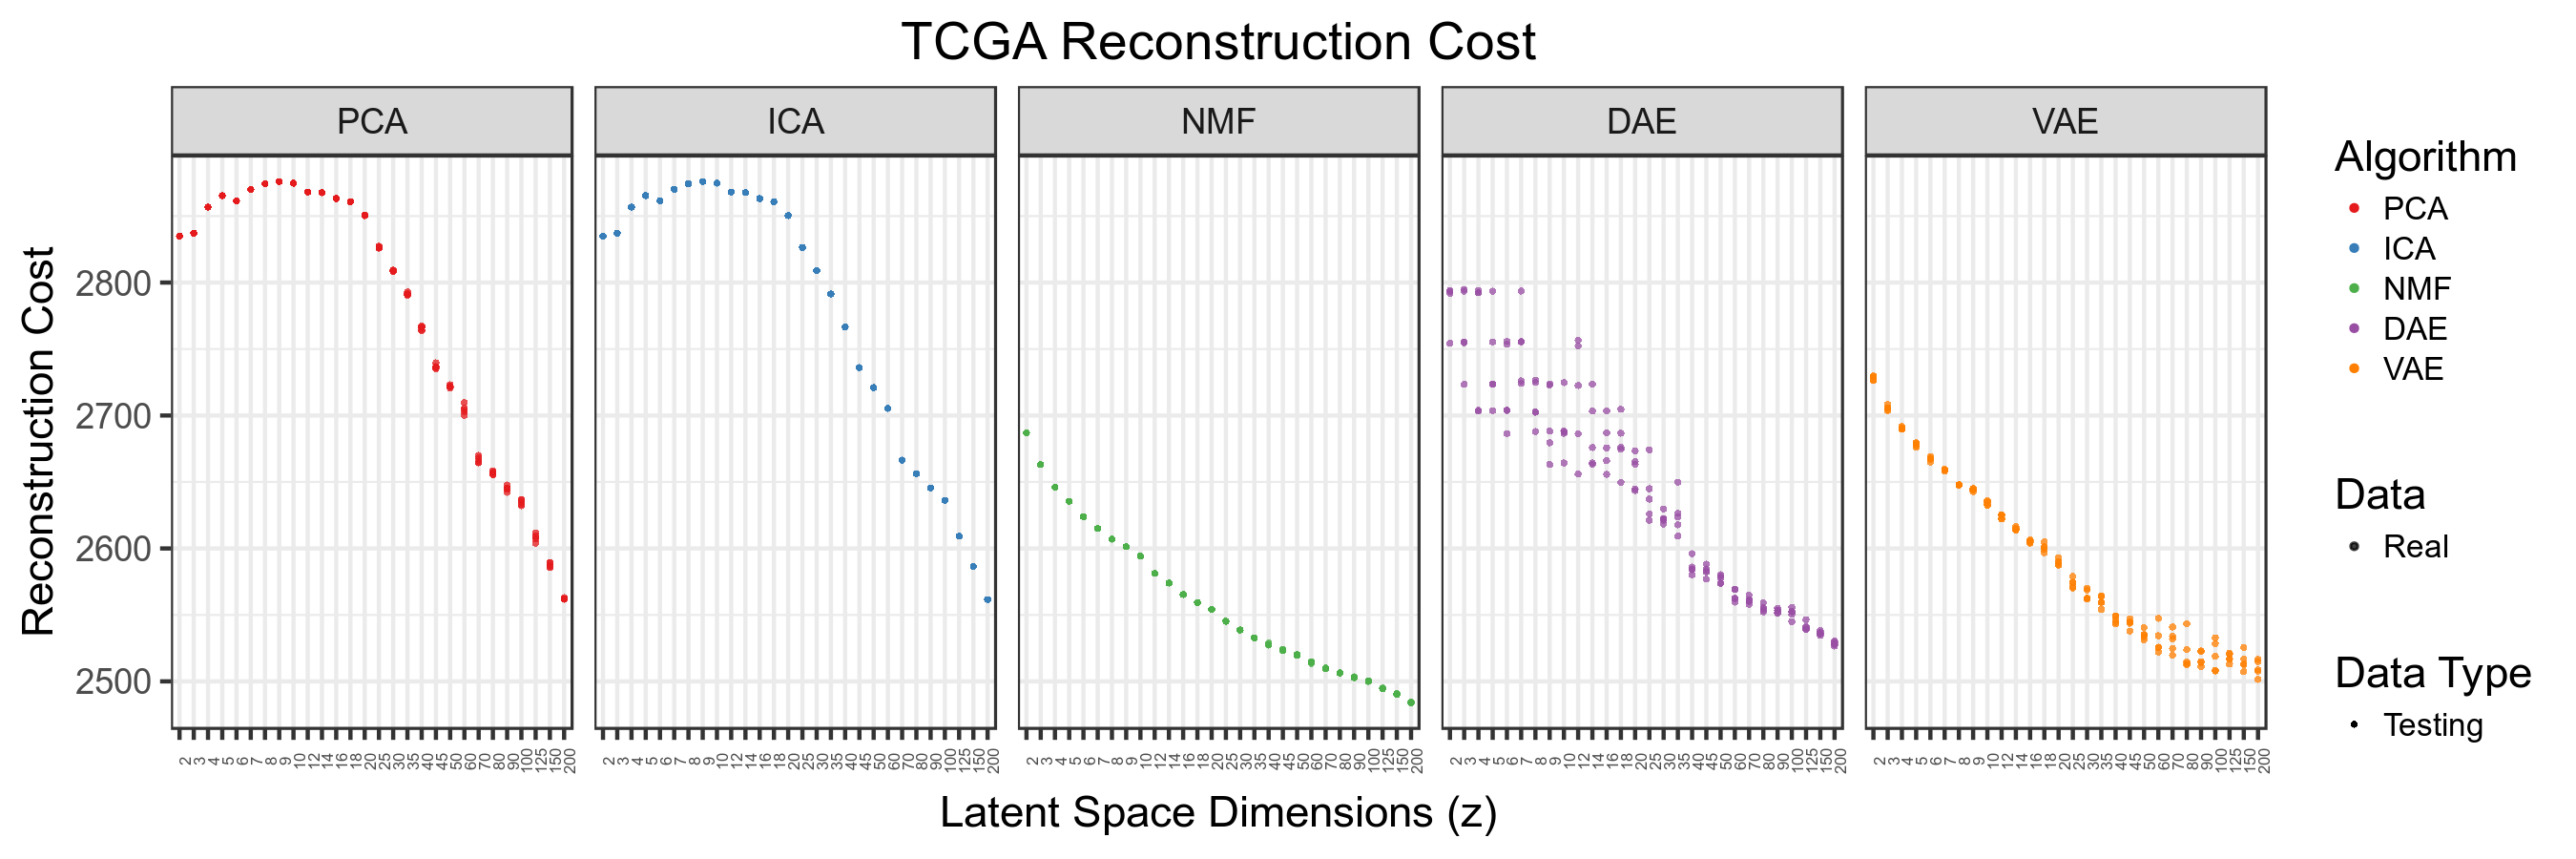 TCGA Reconstruction Cost
PCA ICA NMF DAE VAE
Reconstruction Cost
2800
2700
2600
2500
2 3 4 5 6 7 8 9 10 12 14 16 18 20 25 30 35 40 45 50 60 70 80 90 100 125 150 200
2 3 4 5 6 7 8 9 10 12 14 16 18 20 25 30 35 40 45 50 60 70 80 90 100 125 150 200
2 3 4 5 6 7 8 9 10 12 14 16 18 20 25 30 35 40 45 50 60 70 80 90 100 125 150 200
2 3 4 5 6 7 8 9 10 12 14 16 18 20 25 30 35 40 45 50 60 70 80 90 100 125 150 200
2 3 4 5 6 7 8 9 10 12 14 16 18 20 25 30 35 40 45 50 60 70 80 90 100 125 150 200
Latent Space Dimensions (z)
Algorithm
PCA
ICA
NMF
DAE
VAE
Data
Real
Data Type
Testing